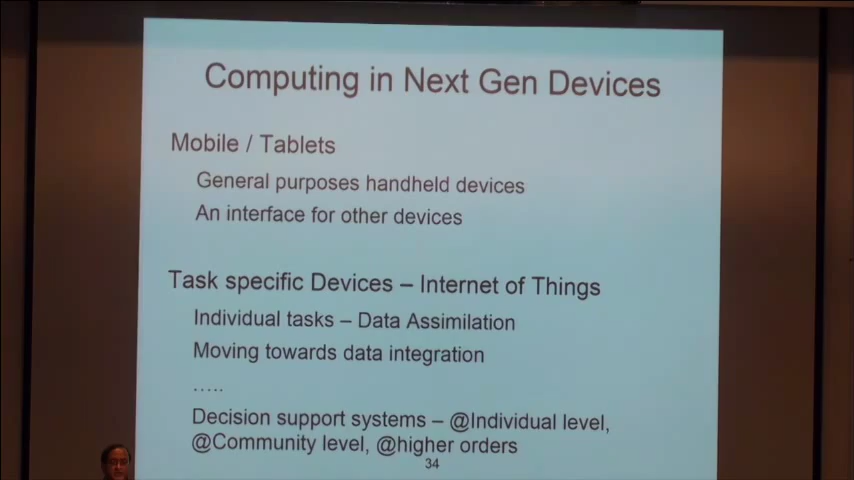 Computing in Next Gen Devices
Mobile / Tablets
General purposes handheld devices
An interface for other devices
Task specific Devices – Internet of Things
Individual tasks – Data Assimilation
Moving towards data integration
.....
Decision support systems – @Individual level,
@Community level, @higher orders
34